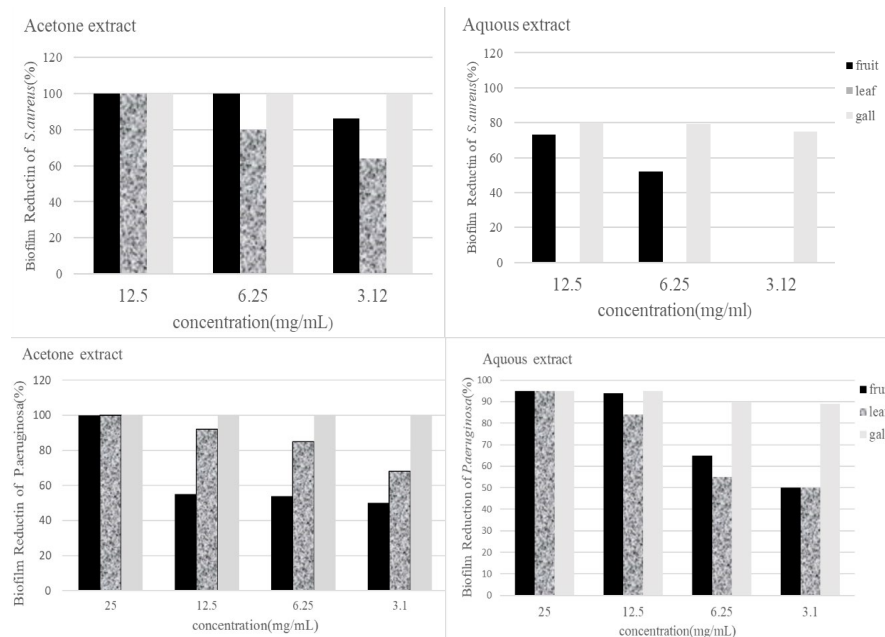 Acetone extract
Biofilm Reductin of S.aureus(%)
120
100
80
60
40
20
0
12.5 6.25 3.12
concentration(mg/mL)
Aquous extract
Biofilm Reductin of S.aureus(%)
120
100
80
60
40
20
0
12.5 6.25 3.12
concentration(mg/ml)
fruit
leaf
gall
Acetone extract
Biofilm Reductin of P.aeruginosa(%)
120
100
80
60
40
20
0
25 12.5 6.25 3.1
concentration(mg/mL)
Aquous extract
Biofilm Reduction of P.aeruginosa(%)
100
90
80
70
60
50
40
30
20
10
0
25 12.5 6.25 3.1
concentration(mg/mL)
frui
leaf
gall